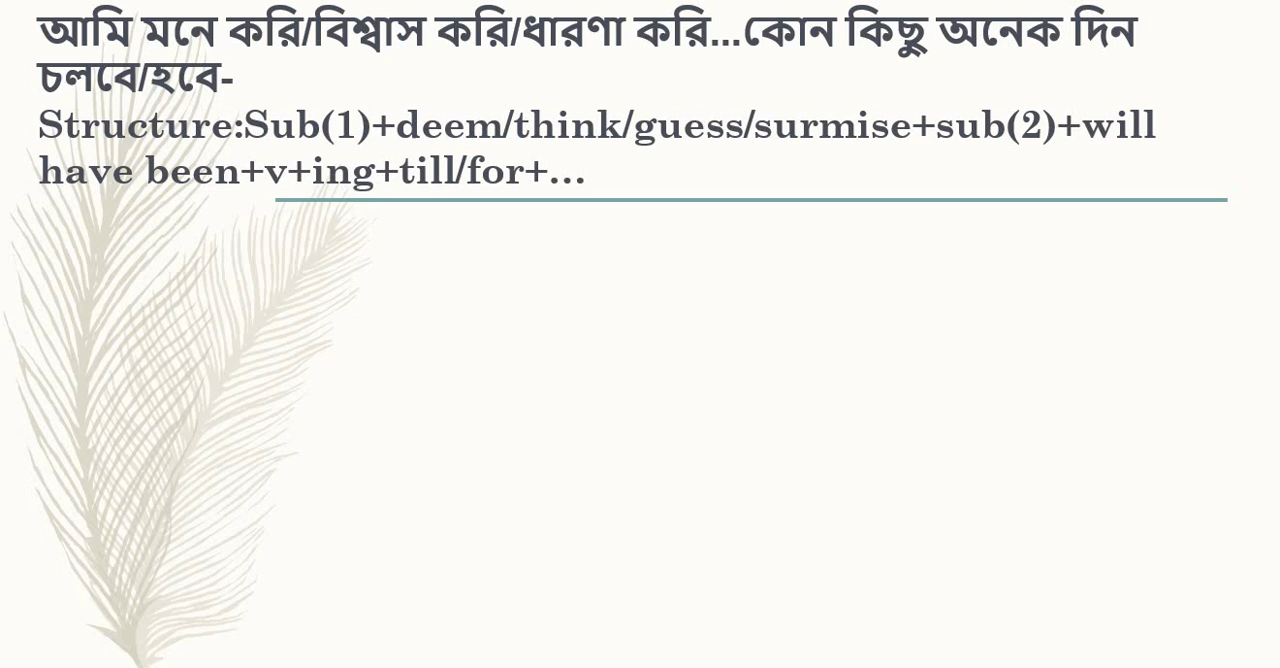 আমি মনে করি/বিশ্বাস করি/ধারণা করি...কোন কিছু অনেক দিন
চলবে/হবে-
Structure:Sub(1)+deem/think/guess/surmise+sub(2)+will
have been+v+ing+till/for+...